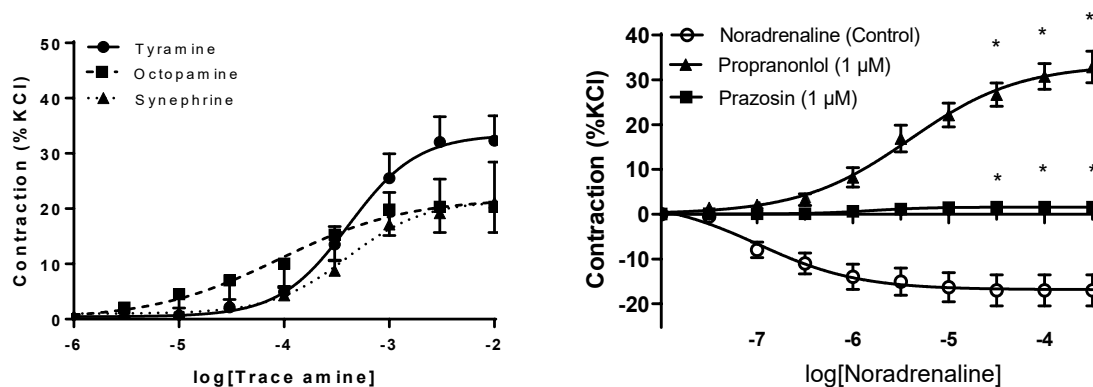 50
40
30
20
10
0
Contraction (%KCl)
Tyramine
Octopamine
Synephrine
-6
-5
-4
-3
-2
log[Trace amine]
40
30
20
10
0
-10
-20
Contraction (%KCl)
Noradrenaline (Control)
Propranonlol (1 µM)
Prazosin (1 µM)
* * *
* * *
-7
-6
-5
-4
log[Noradrenaline]